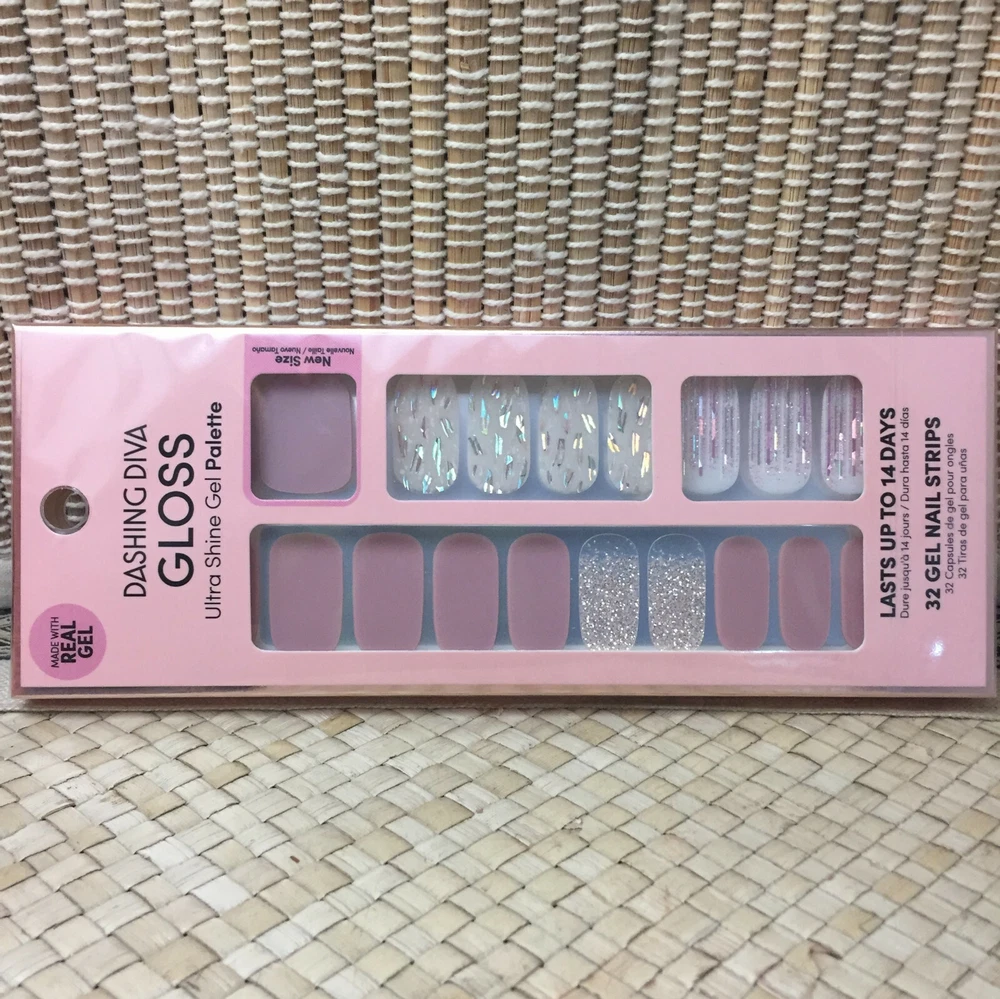 DASHING DIVA
GLOSS
Ultra Shine Gel Palette
MADE WITH
REAL
GEL
New Size
Nouvelle Taille / Nuevo Tamaño
LASTS UP TO 14 DAYS
Dure jusqu'à 14 jours / Dura hasta 14 días
32 GEL NAIL STRIPS
32 Capsules de gel pour ongles
32 Tiras de gel para uñas